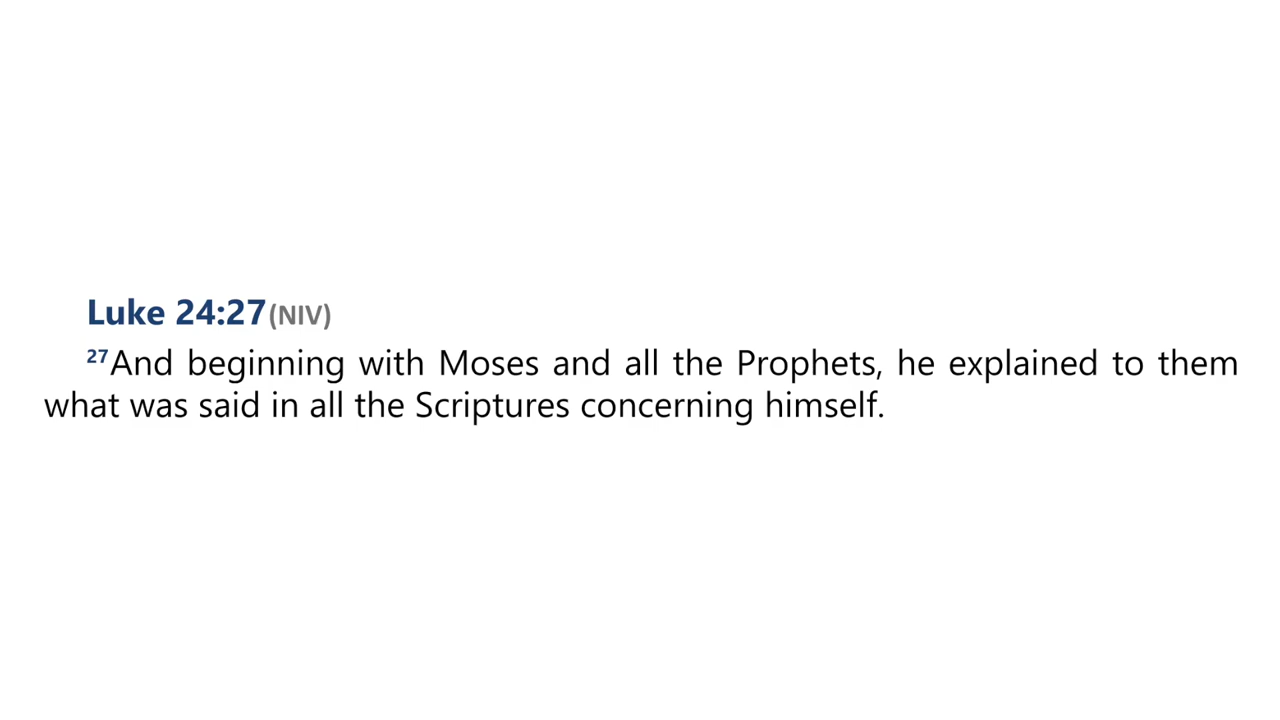 Luke 24:27(NIV)
27And beginning with Moses and all the Prophets, he explained to them
what was said in all the Scriptures concerning himself.